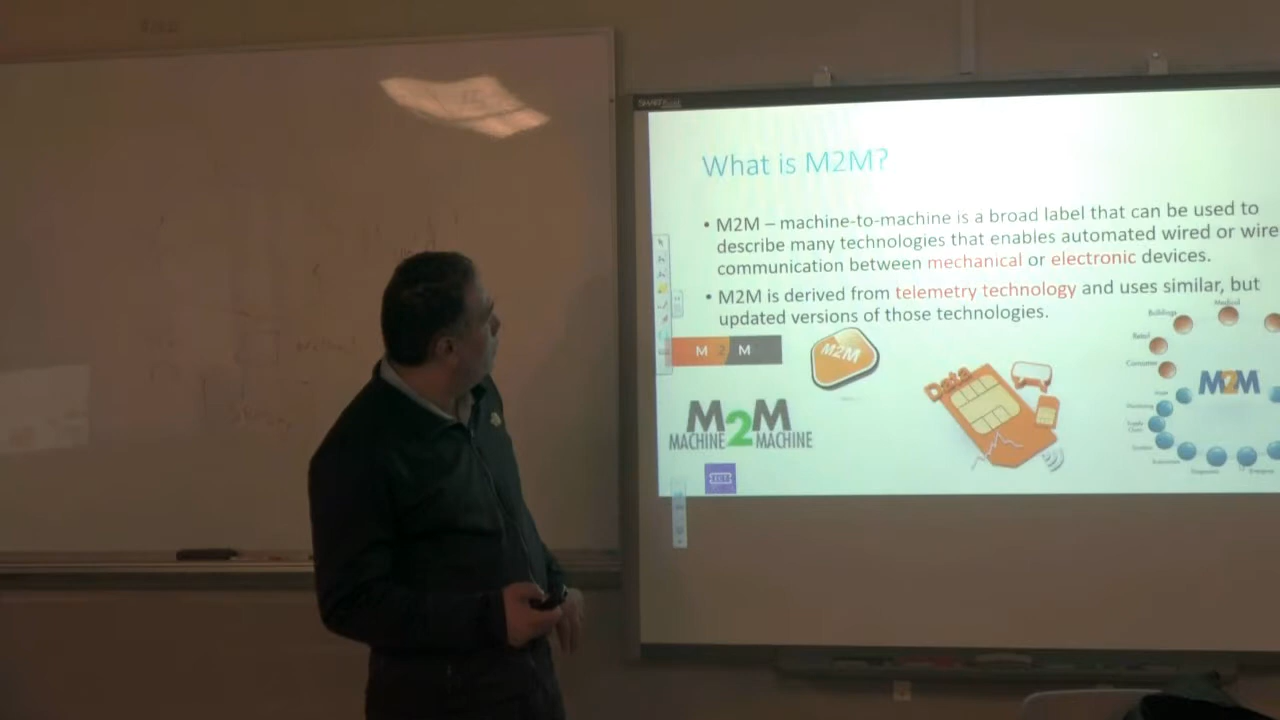 SMART
What is M2M?
• M2M – machine-to-machine is a broad label that can be used to
describe many technologies that enables automated wired or wire
communication between mechanical or electronic devices.
• M2M is derived from telemetry technology and uses similar, but
updated versions of those technologies.
M 2 M
M2M
Data
M2M
MACHINE MACHINE
Medical
Buildings
Retail
Consumer
M2M